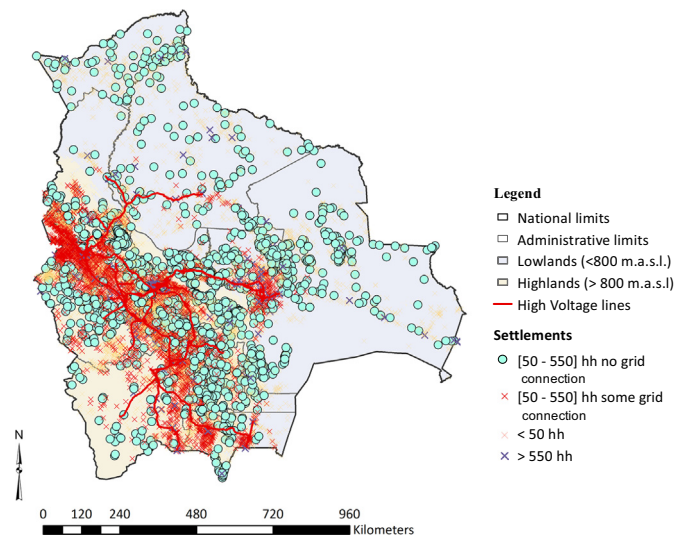 Legend
National limits
Administrative limits
Lowlands (<800 m.a.s.l.)
Highlands (> 800 m.a.s.l)
High Voltage lines
Settlements
[50 - 550] hh no grid
connection
[50 - 550] hh some grid
connection
< 50 hh
> 550 hh
N
0 120 240 480 720 960
Kilometers